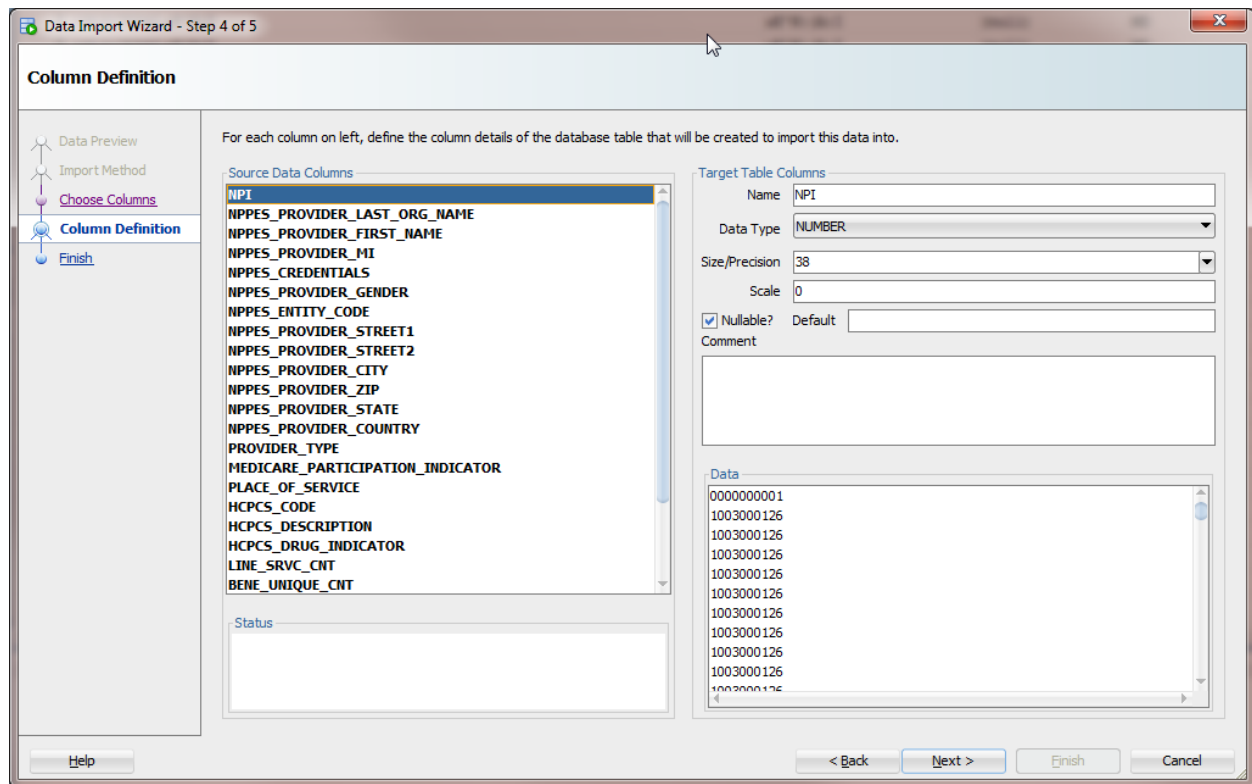 Data Import Wizard - Step 4 of 5
X
Column Definition
Data Preview
Import Method
Choose Columns
Column Definition
Finish
For each column on left, define the column details of the database table that will be created to import this data into.
Source Data Columns
NPI
NPPES_PROVIDER_LAST_ORG_NAME
NPPES_PROVIDER_FIRST_NAME
NPPES_PROVIDER_MI
NPPES_CREDENTIALS
NPPES_PROVIDER_GENDER
NPPES_ENTITY_CODE
NPPES_PROVIDER_STREET1
NPPES_PROVIDER_STREET2
NPPES_PROVIDER_CITY
NPPES_PROVIDER_ZIP
NPPES_PROVIDER_STATE
NPPES_PROVIDER_COUNTRY
PROVIDER_TYPE
MEDICARE_PARTICIPATION_INDICATOR
PLACE_OF_SERVICE
HCPCS_CODE
HCPCS_DESCRIPTION
HCPCS_DRUG_INDICATOR
LINE_SRVC_CNT
BENE_UNIQUE_CNT
Status
Target Table Columns
Name NPI
Data Type NUMBER
Size/Precision 38
Scale 0
Nullable? Default
Comment
Data
0000000001
1003000126
1003000126
1003000126
1003000126
1003000126
1003000126
1003000126
1003000126
1003000126
1003000126
Help
< Back
Next >
Finish
Cancel